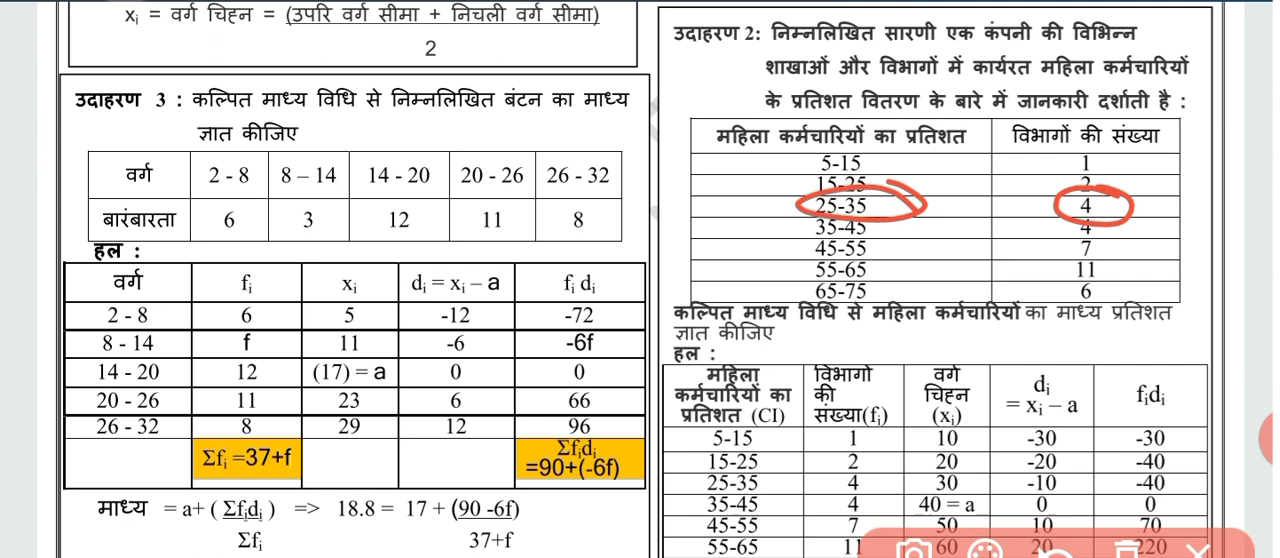 xᵢ = वर्ग चिह्न = (उपरि वर्ग सीमा + निचली वर्ग सीमा)
2
उदाहरण 3 : कल्पित माध्य विधि से निम्नलिखित बंटन का माध्य
ज्ञात कीजिए
वर्ग 2 - 8 8 – 14 14 - 20 20 - 26 26 - 32
बारंबारता 6 3 12 11 8
हल :
वर्ग fᵢ xᵢ dᵢ = xᵢ – a fᵢ dᵢ
2 - 8 6 5 -12 -72
8 - 14 f 11 -6 -6f
14 - 20 12 (17) = a 0 0
20 - 26 11 23 6 66
26 - 32 8 29 12 96
Σfᵢ =37+f Σfᵢdᵢ
=90+(-6f)
माध्य = a+ ( Σfᵢdᵢ ) => 18.8 = 17 + (90 -6f)
Σfᵢ 37+f
उदाहरण 2: निम्नलिखित सारणी एक कंपनी की विभिन्न
शाखाओं और विभागों में कार्यरत महिला कर्मचारियों
के प्रतिशत वितरण के बारे में जानकारी दर्शाती है :
महिला कर्मचारियों का प्रतिशत विभागों की संख्या
5-15 1
15-25 2
25-35 4
35-45 4
45-55 7
55-65 11
65-75 6
कल्पित माध्य विधि से महिला कर्मचारियों का माध्य प्रतिशत
ज्ञात कीजिए
हल :
महिला विभागो वर्ग dᵢ fᵢdᵢ
कर्मचारियों का की चिह्न = xᵢ – a
प्रतिशत (CI) संख्या(fᵢ) (xᵢ)
5-15 1 10 -30 -30
15-25 2 20 -20 -40
25-35 4 30 -10 -40
35-45 4 40 = a 0 0
45-55 7 50 10 70
55-65 11 60 20 220